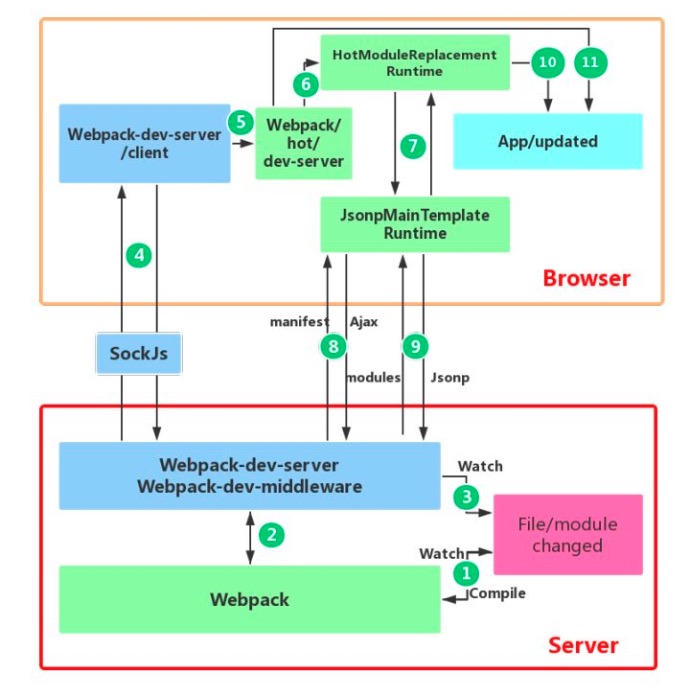 HotModuleReplacement
Runtime
10
11
6
Webpack-dev-server
/client
5
Webpack/
hot/
dev-server
App/updated
7
JsonpMainTemplate
Runtime
4
Browser
manifest
Ajax
SockJs
8
9
modules
Jsonp
Webpack-dev-server
Webpack-dev-middleware
Watch
3
File/module
changed
2
Watch
1
Compile
Webpack
Server